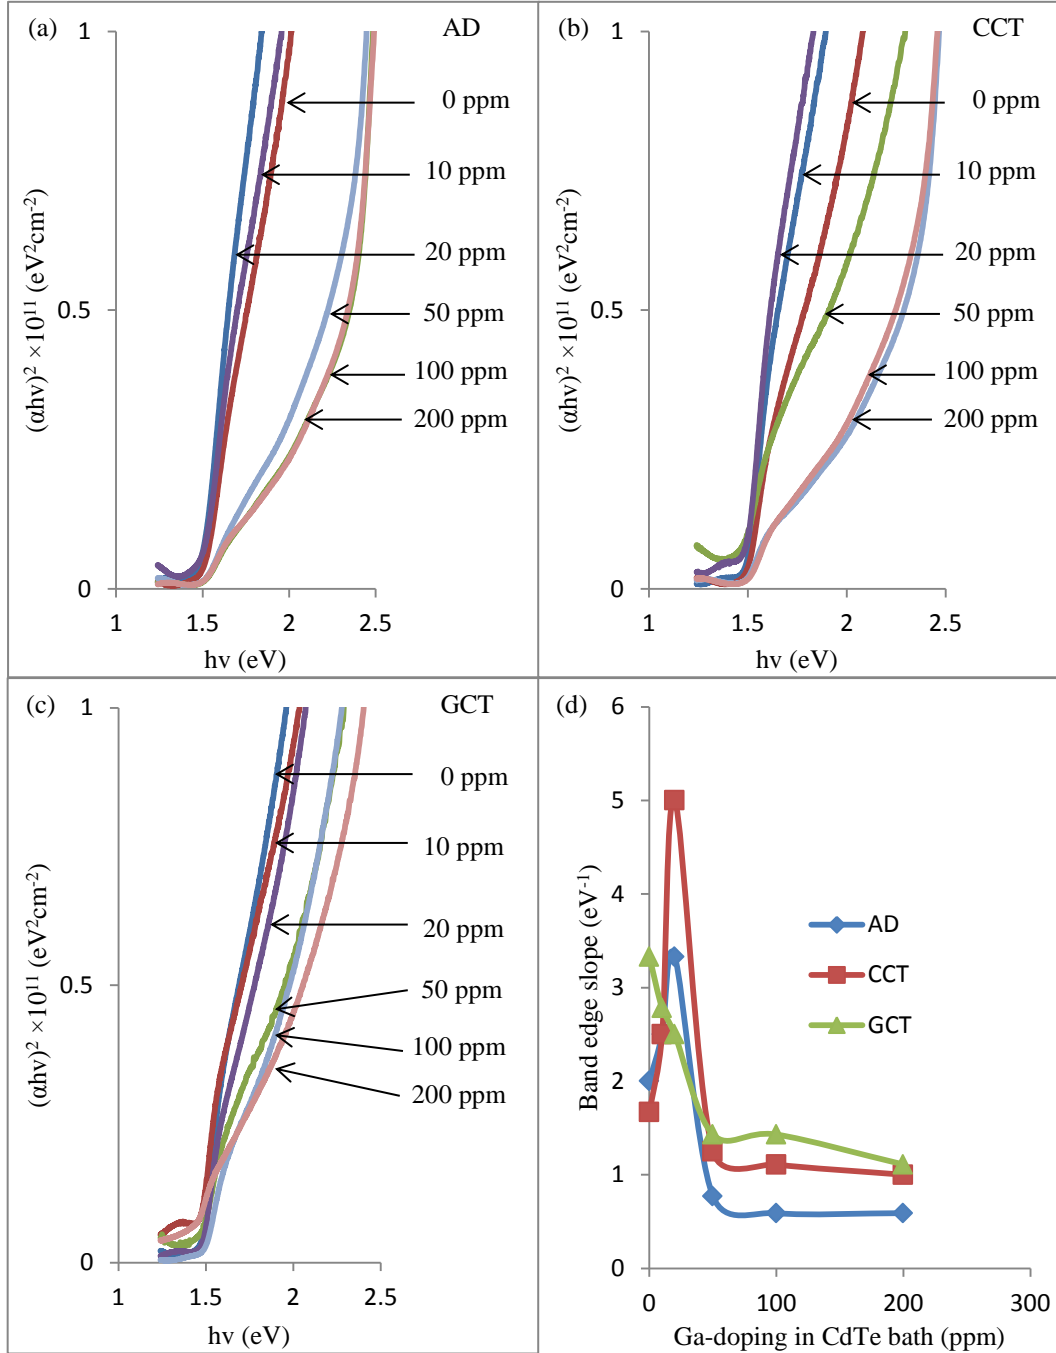 (a)
AD
1
0 ppm
10 ppm
20 ppm
0.5
50 ppm
100 ppm
200 ppm
0
1
1.5
2
2.5
(αhν)² ×10¹¹ (eV²cm⁻²)
hν (eV)
(b)
CCT
1
0 ppm
10 ppm
20 ppm
0.5
50 ppm
100 ppm
200 ppm
0
1
1.5
2
2.5
(αhν)² ×10¹¹ (eV²cm⁻²)
hν (eV)
(c)
GCT
1
0 ppm
10 ppm
20 ppm
0.5
50 ppm
100 ppm
200 ppm
0
1
1.5
2
2.5
(αhν)² ×10¹¹ (eV²cm⁻²)
hν (eV)
(d)
6
5
4
3
2
1
0
AD
CCT
GCT
0
100
200
300
Band edge slope (eV⁻¹)
Ga-doping in CdTe bath (ppm)